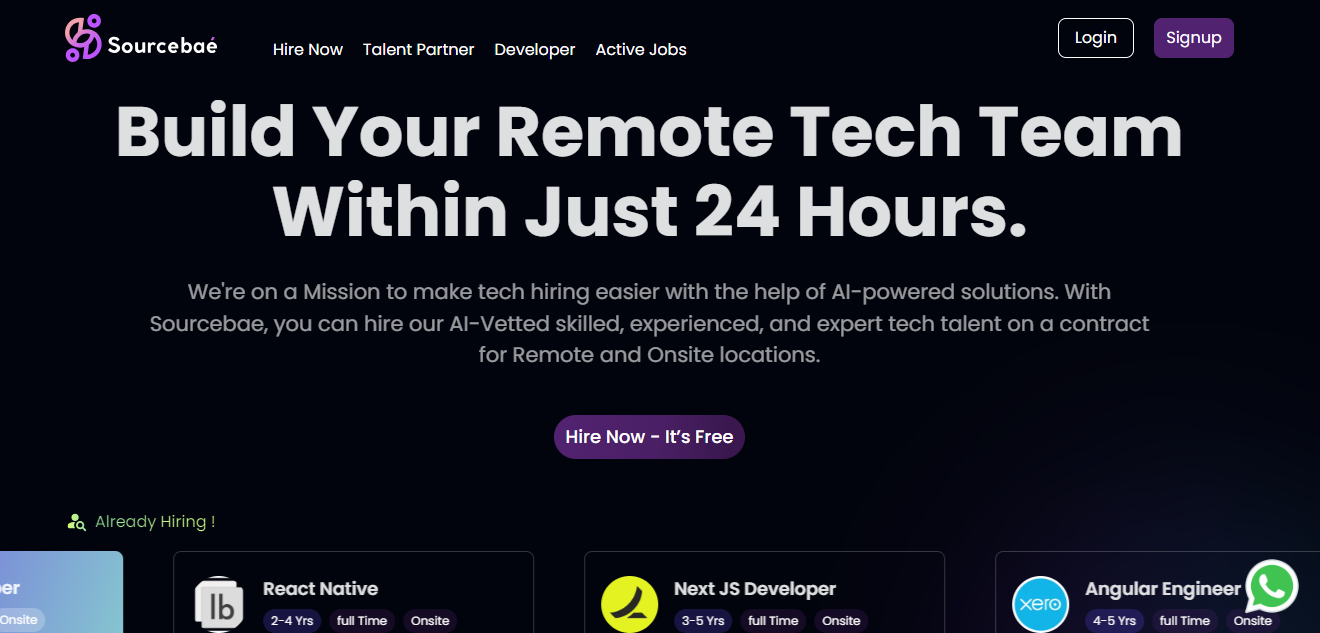 Sourcebaé
Hire Now
Talent Partner
Developer
Active Jobs
Login
Signup
Build Your Remote Tech Team
Within Just 24 Hours.
We're on a Mission to make tech hiring easier with the help of AI-powered solutions. With
Sourcebae, you can hire our AI-Vetted skilled, experienced, and expert tech talent on a contract
for Remote and Onsite locations.
Hire Now - It's Free
Already Hiring !
er
Onsite
lb
React Native
2-4 Yrs
full Time
Onsite
Next JS Developer
3-5 Yrs
full Time
Onsite
xero
Angular Engineer
4-5 Yrs
full Time
Onsite